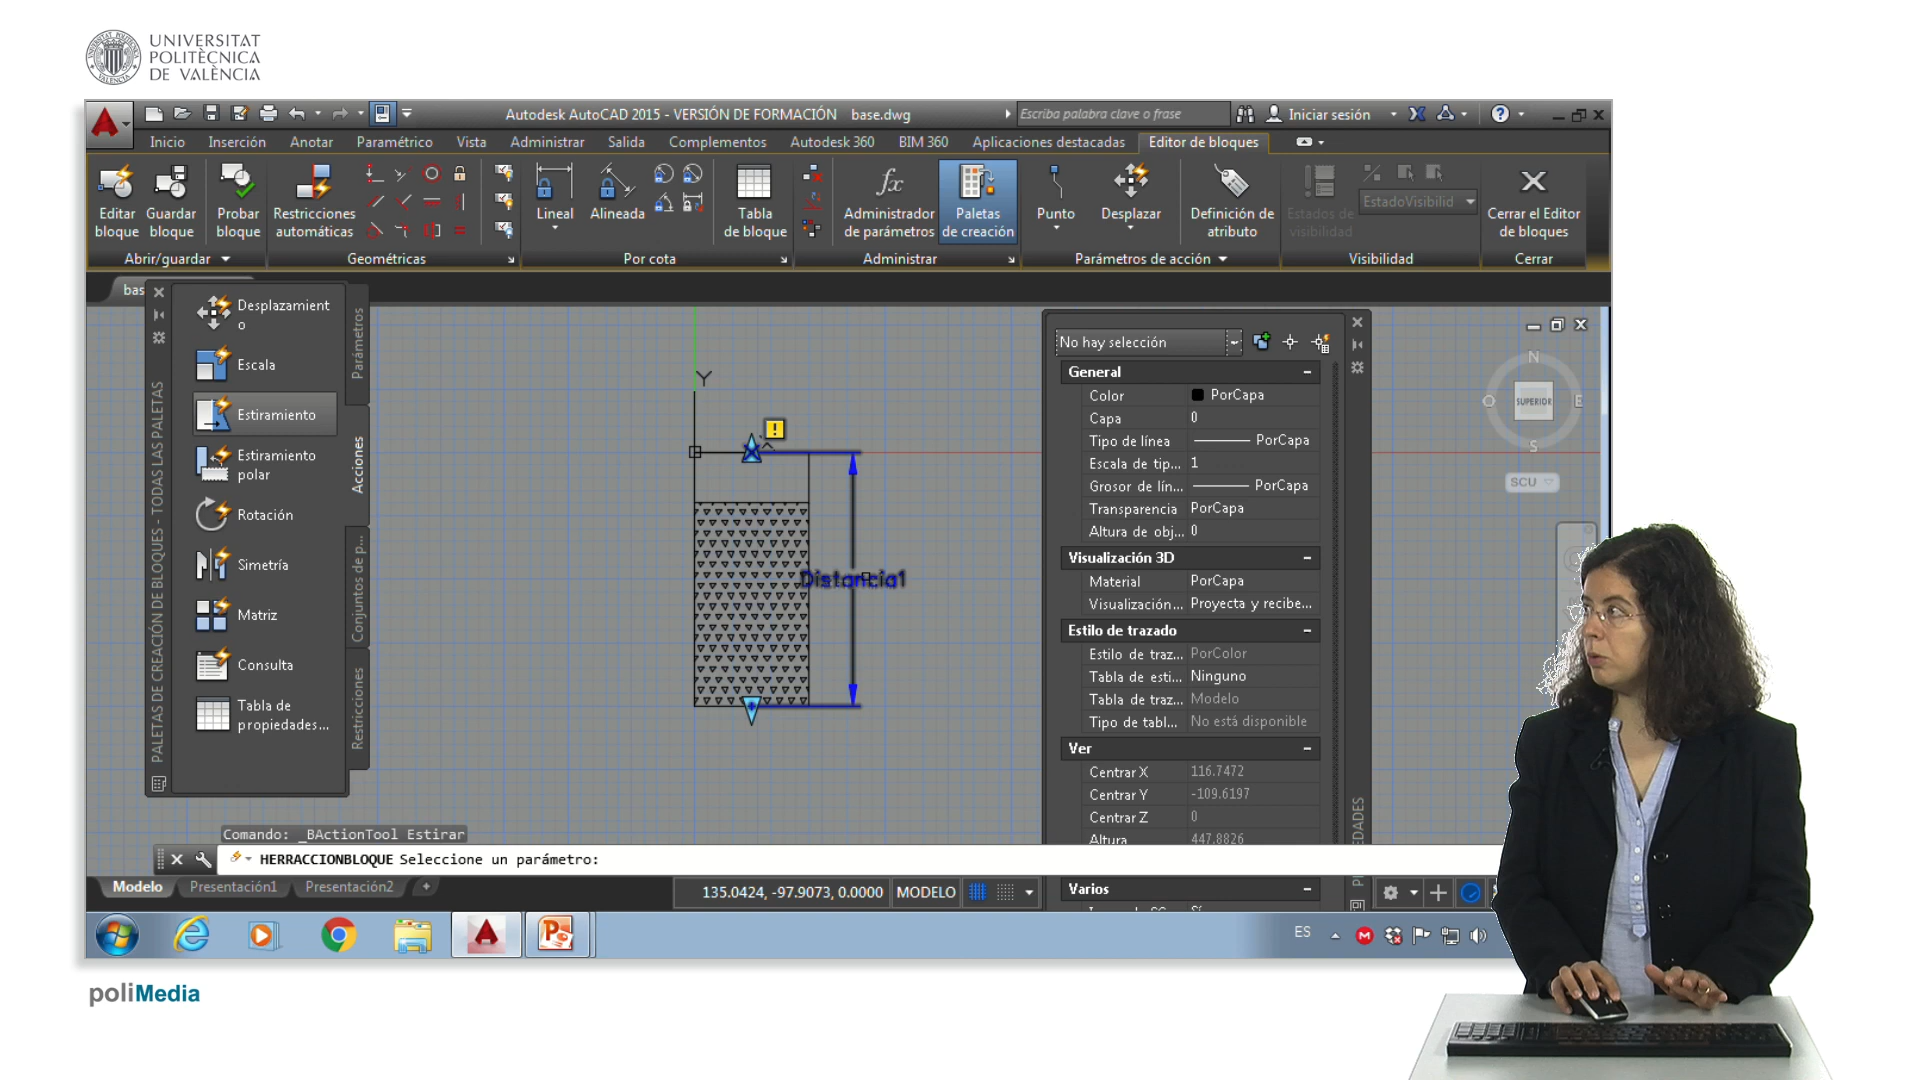 UNIVERSITAT
POLITÈCNICA
DE VALÈNCIA
Autodesk AutoCAD 2015 - VERSIÓN DE FORMACIÓN base.dwg
Escriba palabra clave o frase
Iniciar sesión
Inicio Inserción Anotar Paramétrico Vista Administrar Salida Complementos Autodesk 360 BIM 360 Aplicaciones destacadas Editor de bloques
Editar
bloque
Guardar
bloque
Probar
bloque
Restricciones
automáticas
Lineal
Alineada
Tabla
de bloque
fx
Administrador
de parámetros
Paletas
de creación
Punto
Desplazar
Definición de
atributo
Estados de
visibilidad
EstadoVisibilid
Cerrar el Editor
de bloques
Abrir/guardar Geométricas Por cota Administrar Parámetros de acción Visibilidad Cerrar
bas
PALETAS DE CREACIÓN DE BLOQUES - TODAS LAS PALETAS
Desplazamient
o
Escala
Estiramiento
Estiramiento
polar
Rotación
Simetría
Matriz
Consulta
Tabla de
propiedades...
Parámetros
Acciones
Conjuntos de p...
Restricciones
Y
!
Distancia1
No hay selección
General
Color PorCapa
Capa 0
Tipo de línea PorCapa
Escala de tip... 1
Grosor de lín... PorCapa
Transparencia PorCapa
Altura de obj... 0
Visualización 3D
Material PorCapa
Visualización... Proyecta y recibe...
Estilo de trazado
Estilo de traz... PorColor
Tabla de esti... Ninguno
Tabla de traz... Modelo
Tipo de tabl... No está disponible
Ver
Centrar X 116.7472
Centrar Y -109.6197
Centrar Z 0
Altura 447.8826
Varios
EDADES
N
O SUPERIOR E
S
SCU
Comando: _BActionTool Estirar
HERRACCIONBLOQUE Seleccione un parámetro:
Modelo Presentación1 Presentación2 +
135.0424, -97.9073, 0.0000 MODELO
ES
poliMedia